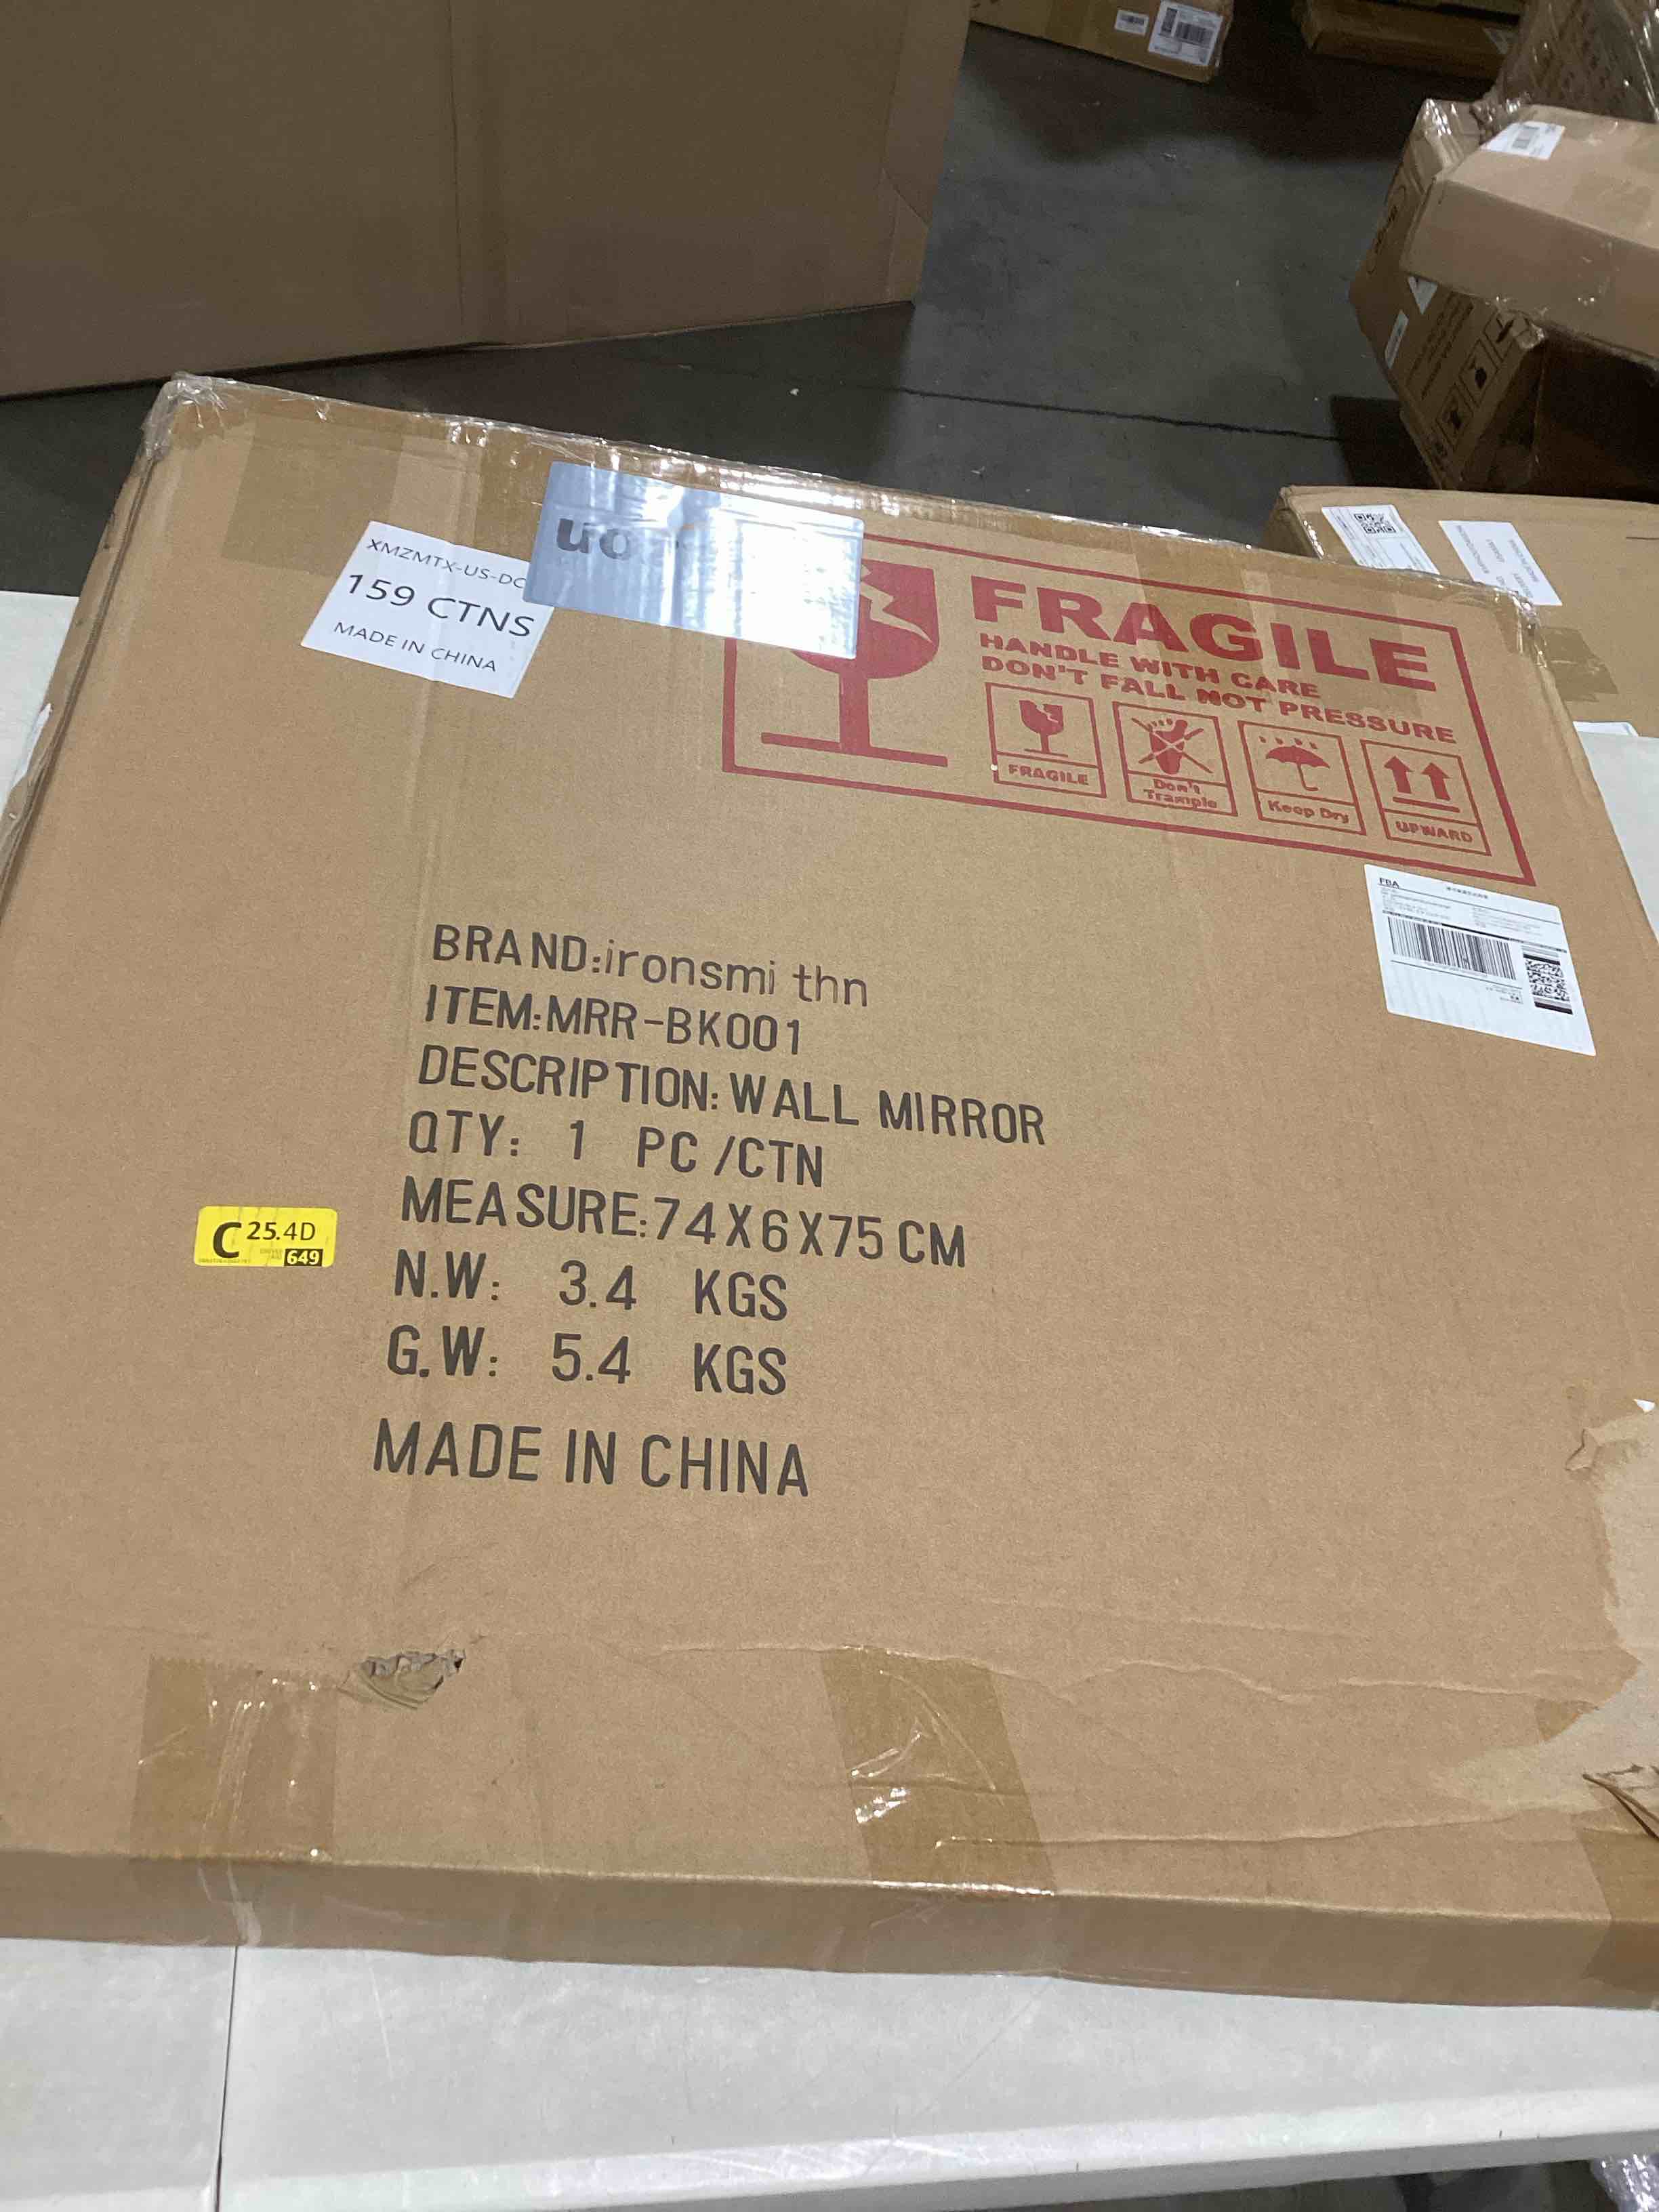 XMZMTX-US-DC
159 CTNS
MADE IN CHINA
FRAGILE
HANDLE WITH CARE
DON'T FALL NOT PRESSURE
FRAGILE
Don't
Trample
Keep Dry
UPWARD
FBA
BRAND:ironsmi thn
ITEM:MRR-BK001
DESCRIPTION:WALL MIRROR
QTY: 1 PC /CTN
MEASURE:74X6X75 CM
N.W: 3.4 KGS
G.W: 5.4 KGS
MADE IN CHINA
C 25.4D
649